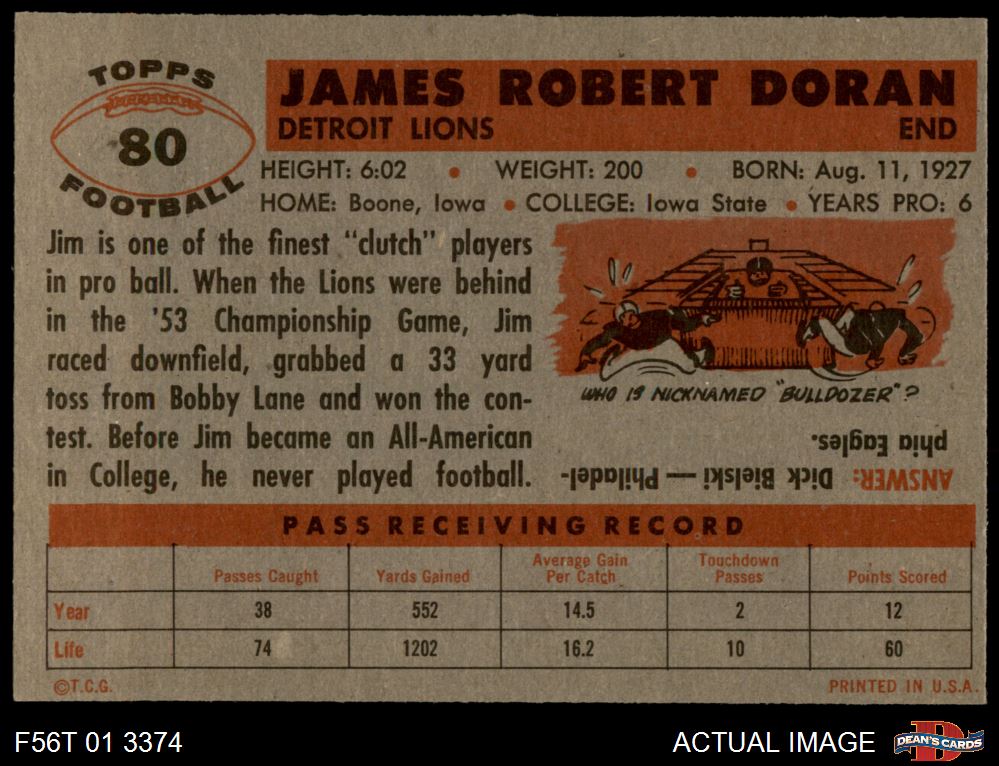 TOPPS
80
FOOTBALL
JAMES ROBERT DORAN
DETROIT LIONS END
HEIGHT: 6:02 • WEIGHT: 200 • BORN: Aug. 11, 1927
HOME: Boone, Iowa • COLLEGE: Iowa State • YEARS PRO: 6
Jim is one of the finest "clutch" players
in pro ball. When the Lions were behind
in the '53 Championship Game, Jim
raced downfield, grabbed a 33 yard
toss from Bobby Lane and won the con-
test. Before Jim became an All-American
in College, he never played football.
WHO IS NICKNAMED "BULLDOZER"?
ANSWER: Dick Bielski — Philadel-
phia Eagles.
PASS RECEIVING RECORD
Passes Caught Yards Gained Average Gain Per Catch Touchdown Passes Points Scored
Year 38 552 14.5 2 12
Life 74 1202 16.2 10 60
©T.C.G. PRINTED IN U.S.A.
F56T 01 3374 ACTUAL IMAGE D DEAN'S CARDS